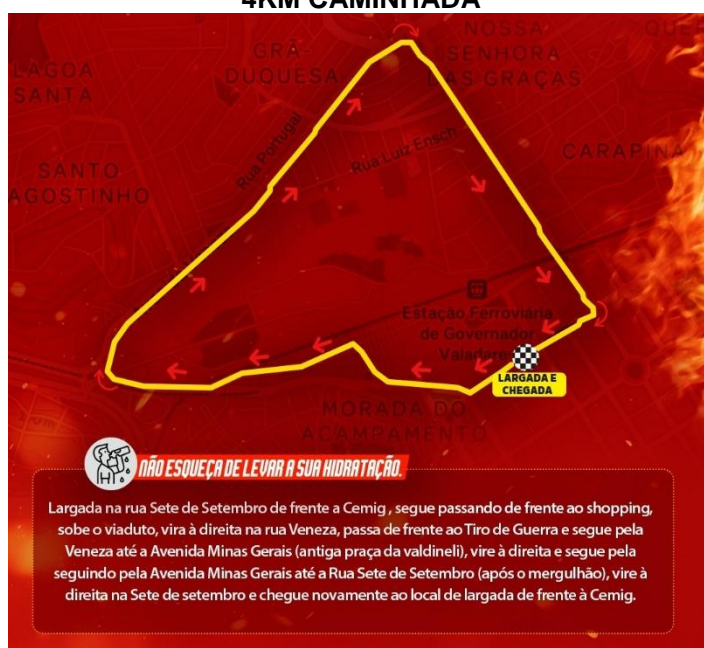 4KM CAMINHADA
NOSSA
SENHORA
DAS GRAÇAS
GRÃ-
DUQUESA
LAGOA
SANTA
Rua Portugal
Rua Luiz Ensch
CARAPINA
SANTO
AGOSTINHO
Estação Ferroviária
de Governador
Valadares
LARGADA E
CHEGADA
MORADA DO
ACAMPAMENTO
NÃO ESQUEÇA DE LEVAR A SUA HIDRATAÇÃO.
Largada na rua Sete de Setembro de frente a Cemig , segue passando de frente ao shopping,
sobe o viaduto, vira à direita na rua Veneza, passa de frente ao Tiro de Guerra e segue pela
Veneza até a Avenida Minas Gerais (antiga praça da valdineli), vire à direita e segue pela
seguindo pela Avenida Minas Gerais até a Rua Sete de Setembro (após o mergulhão), vire à
direita na Sete de setembro e chegue novamente ao local de largada de frente à Cemig.